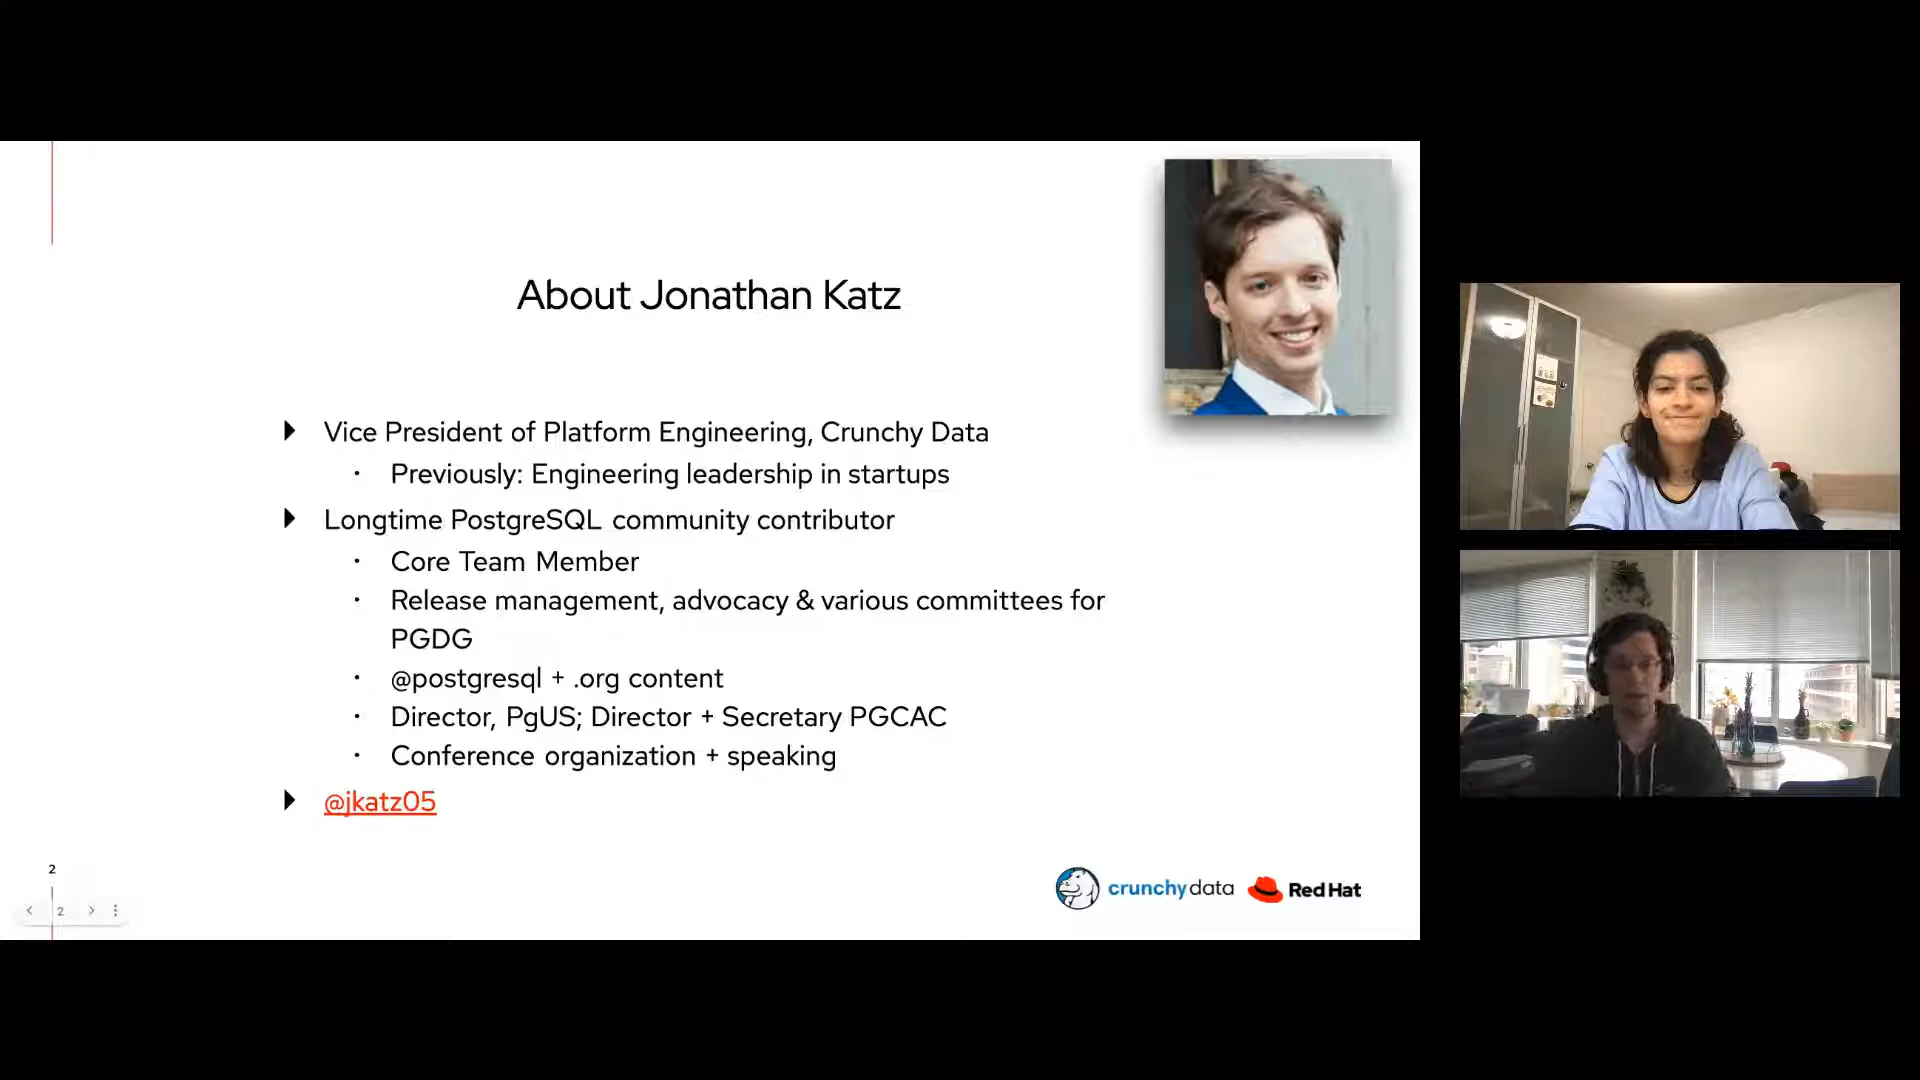 About Jonathan Katz
Vice President of Platform Engineering, Crunchy Data
Previously: Engineering leadership in startups
Longtime PostgreSQL community contributor
Core Team Member
Release management, advocacy & various committees for
PGDG
@postgresql + .org content
Director, PgUS; Director + Secretary PGCAC
Conference organization + speaking
@jkatz05
2
2
crunchydata
Red Hat